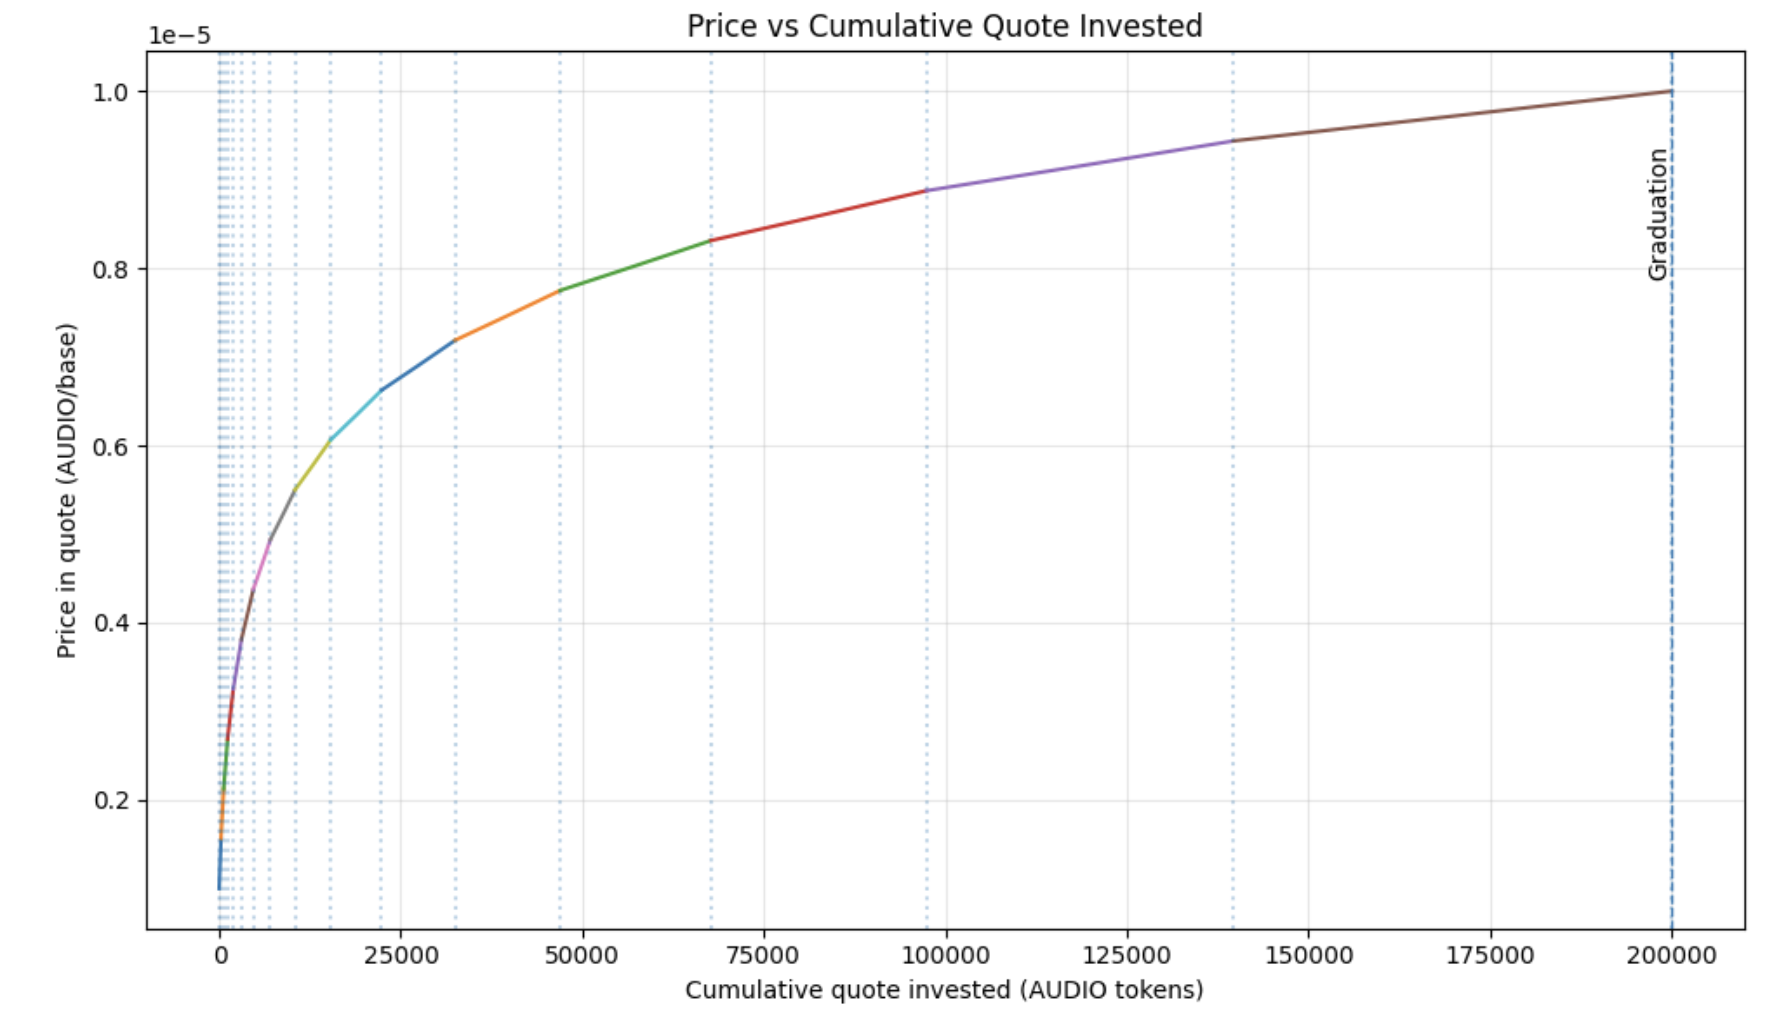 Price vs Cumulative Quote Invested
1e−5
1.0
0.8
0.6
0.4
0.2
Price in quote (AUDIO/base)
Graduation
0 25000 50000 75000 100000 125000 150000 175000 200000
Cumulative quote invested (AUDIO tokens)